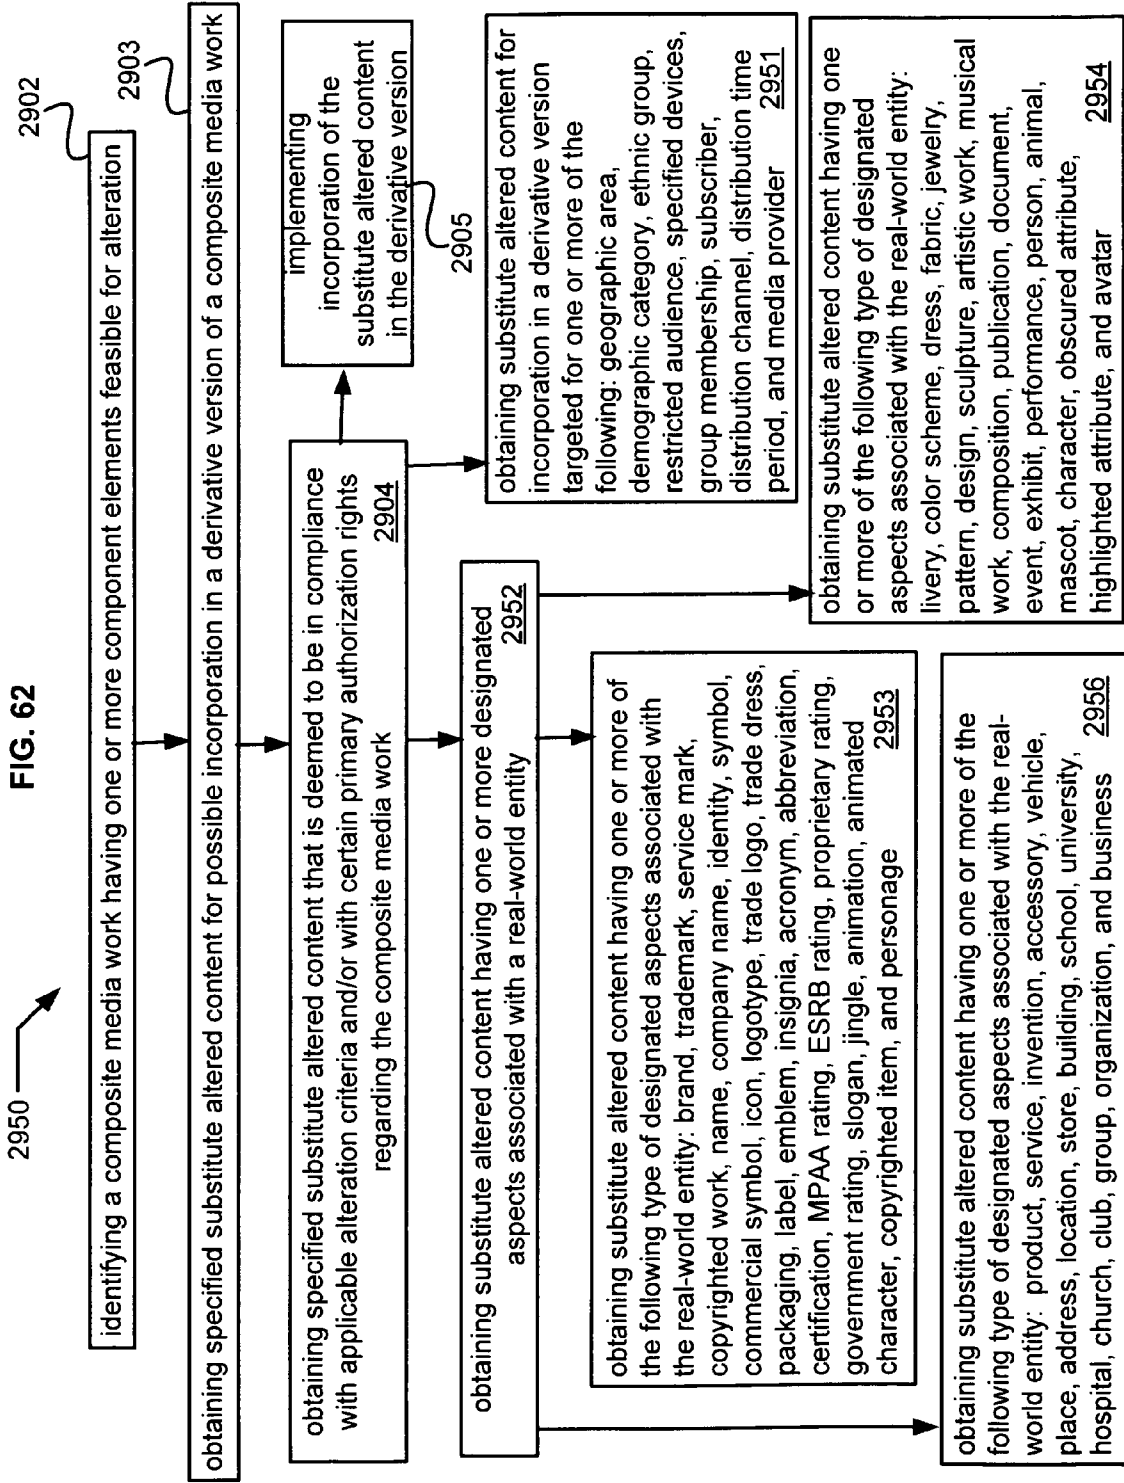 FIG. 62
2950
2902
identifying a composite media work having one or more component elements feasible for alteration
2903
obtaining specified substitute altered content for possible incorporation in a derivative version of a composite media work
obtaining specified substitute altered content that is deemed to be in compliance
with applicable alteration criteria and/or with certain primary authorization rights
regarding the composite media work
2904
implementing
incorporation of the
substitute altered content
in the derivative version
2905
obtaining substitute altered content for
incorporation in a derivative version
targeted for one or more of the
following: geographic area,
demographic category, ethnic group,
restricted audience, specified devices,
group membership, subscriber,
distribution channel, distribution time
period, and media provider
2951
obtaining substitute altered content having one or more designated
aspects associated with a real-world entity
2952
obtaining substitute altered content having one or more of
the following type of designated aspects associated with
the real-world entity: brand, trademark, service mark,
copyrighted work, name, company name, identity, symbol,
commercial symbol, icon, logotype, trade logo, trade dress,
packaging, label, emblem, insignia, acronym, abbreviation,
certification, MPAA rating, ESRB rating, proprietary rating,
government rating, slogan, jingle, animation, animated
character, copyrighted item, and personage
2953
obtaining substitute altered content having one
or more of the following type of designated
aspects associated with the real-world entity:
livery, color scheme, dress, fabric, jewelry,
pattern, design, sculpture, artistic work, musical
work, composition, publication, document,
event, exhibit, performance, person, animal,
mascot, character, obscured attribute,
highlighted attribute, and avatar
2954
obtaining substitute altered content having one or more of the
following type of designated aspects associated with the real-
world entity: product, service, invention, accessory, vehicle,
place, address, location, store, building, school, university,
hospital, church, club, group, organization, and business
2956